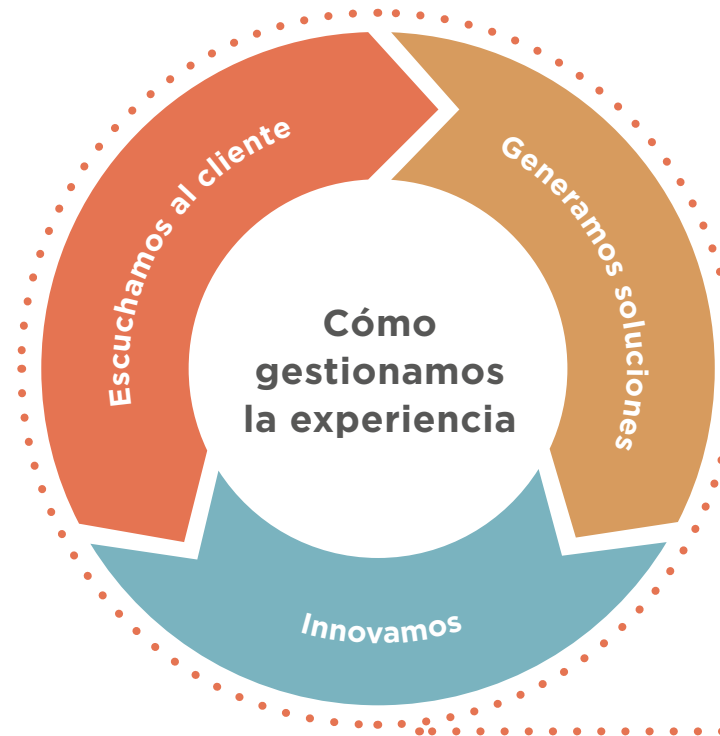 Cómo
gestionamos
la experiencia
Escuchamos al cliente
Generamos soluciones
Innovamos